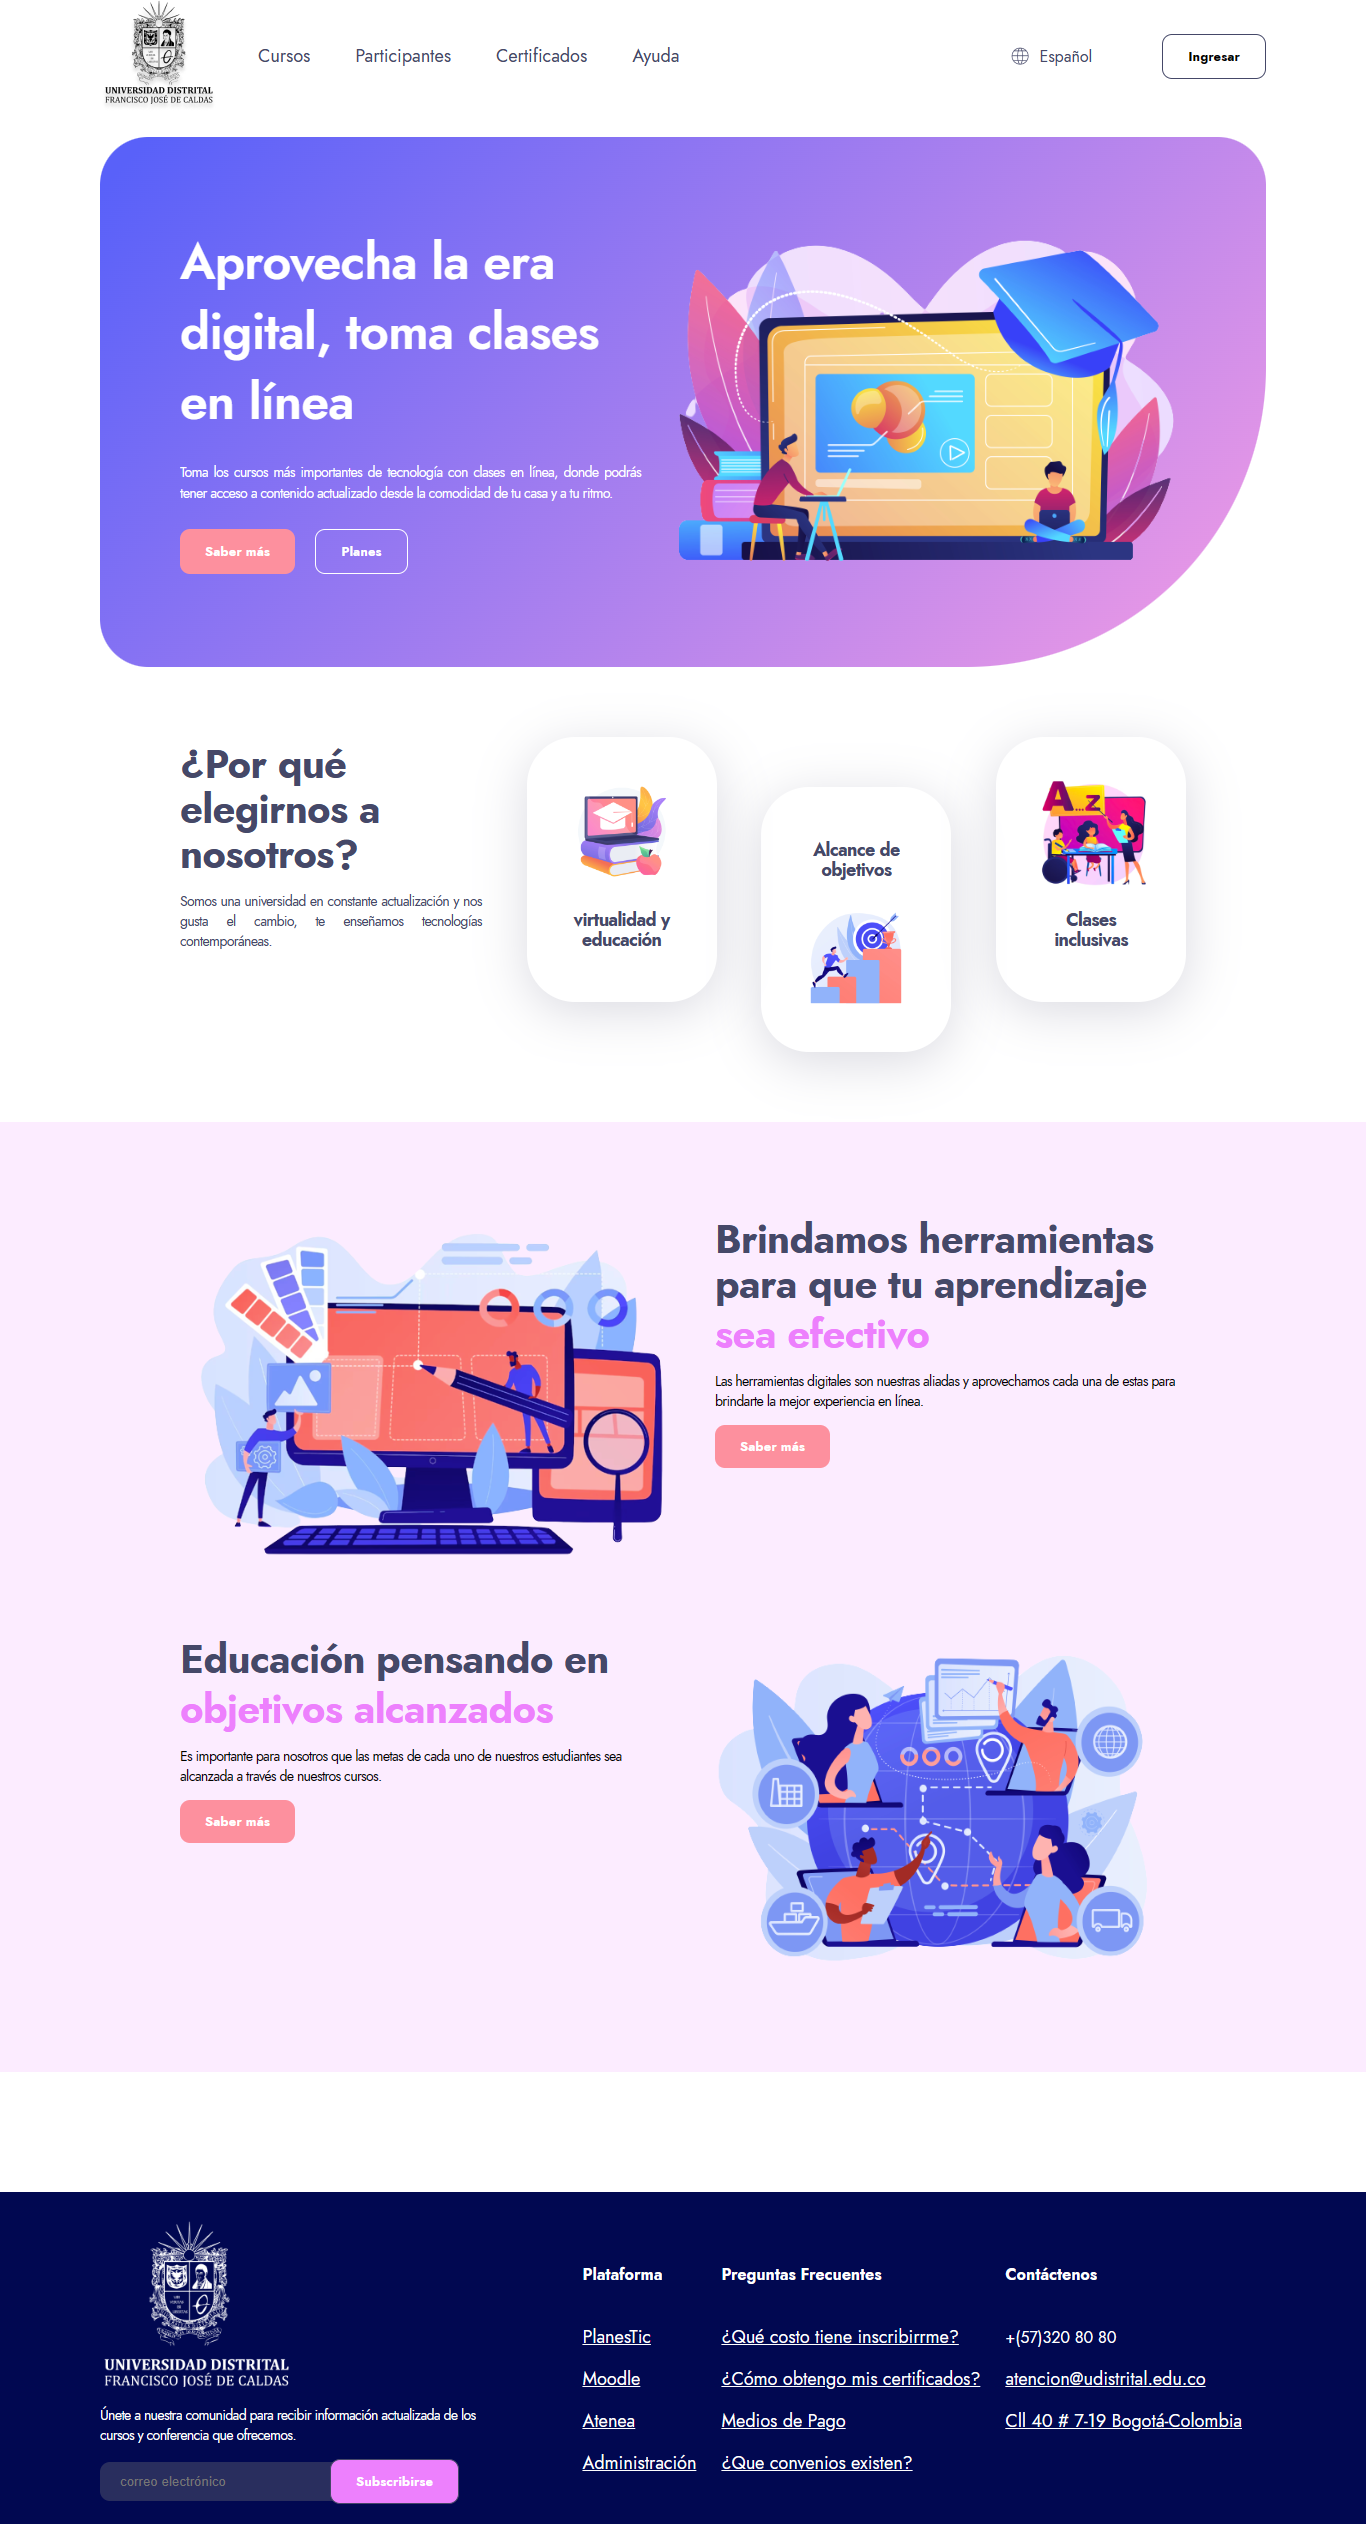 UNIVERSIDAD DISTRITAL
FRANCISCO JOSÉ DE CALDAS
Cursos
Participantes
Certificados
Ayuda
Español
Ingresar
Aprovecha la era
digital, toma clases
en línea
Toma los cursos más importantes de tecnología con clases en línea, donde podrás
tener acceso a contenido actualizado desde la comodidad de tu casa y a tu ritmo.
Saber más
Planes
¿Por qué
elegirnos a
nosotros?
Somos una universidad en constante actualización y nos
gusta el cambio, te enseñamos tecnologías
contemporáneas.
virtualidad y
educación
Alcance de
objetivos
A...z
Clases
inclusivas
Brindamos herramientas
para que tu aprendizaje
sea efectivo
Las herramientas digitales son nuestras aliadas y aprovechamos cada una de estas para
brindarte la mejor experiencia en línea.
Saber más
Educación pensando en
objetivos alcanzados
Es importante para nosotros que las metas de cada uno de nuestros estudiantes sea
alcanzada a través de nuestros cursos.
Saber más
UNIVERSIDAD DISTRITAL
FRANCISCO JOSÉ DE CALDAS
Únete a nuestra comunidad para recibir información actualizada de los
cursos y conferencia que ofrecemos.
correo electrónico
Subscribirse
Plataforma
PlanesTic
Moodle
Atenea
Administración
Preguntas Frecuentes
¿Qué costo tiene inscribirrme?
¿Cómo obtengo mis certificados?
Medios de Pago
¿Que convenios existen?
Contáctenos
+(57)320 80 80
atencion@udistrital.edu.co
Cll 40 # 7-19 Bogotá-Colombia